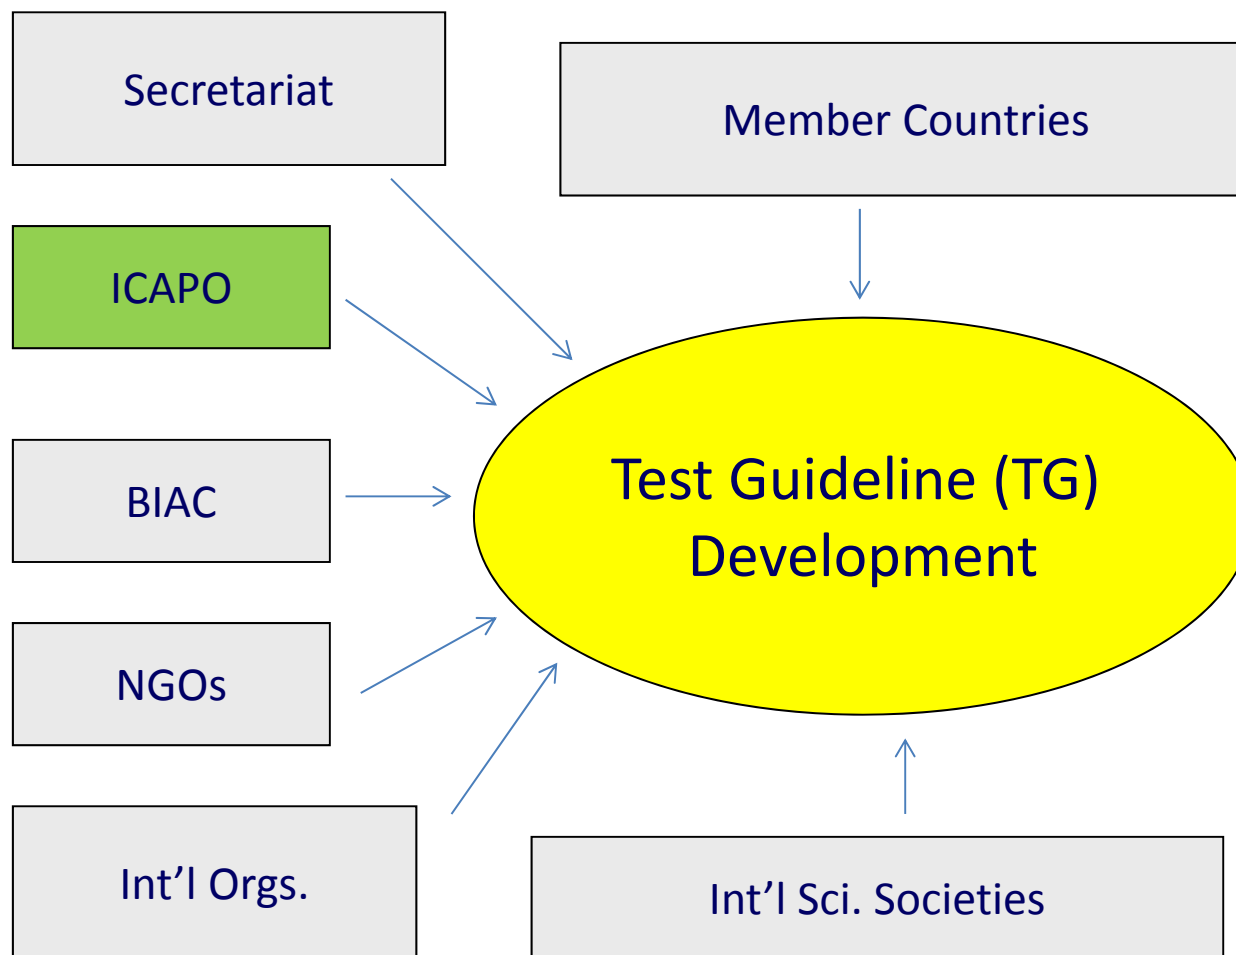 Secretariat
Member Countries
ICAPO
BIAC
Test Guideline (TG)
Development
NGOs
Int’l Orgs.
Int’l Sci. Societies